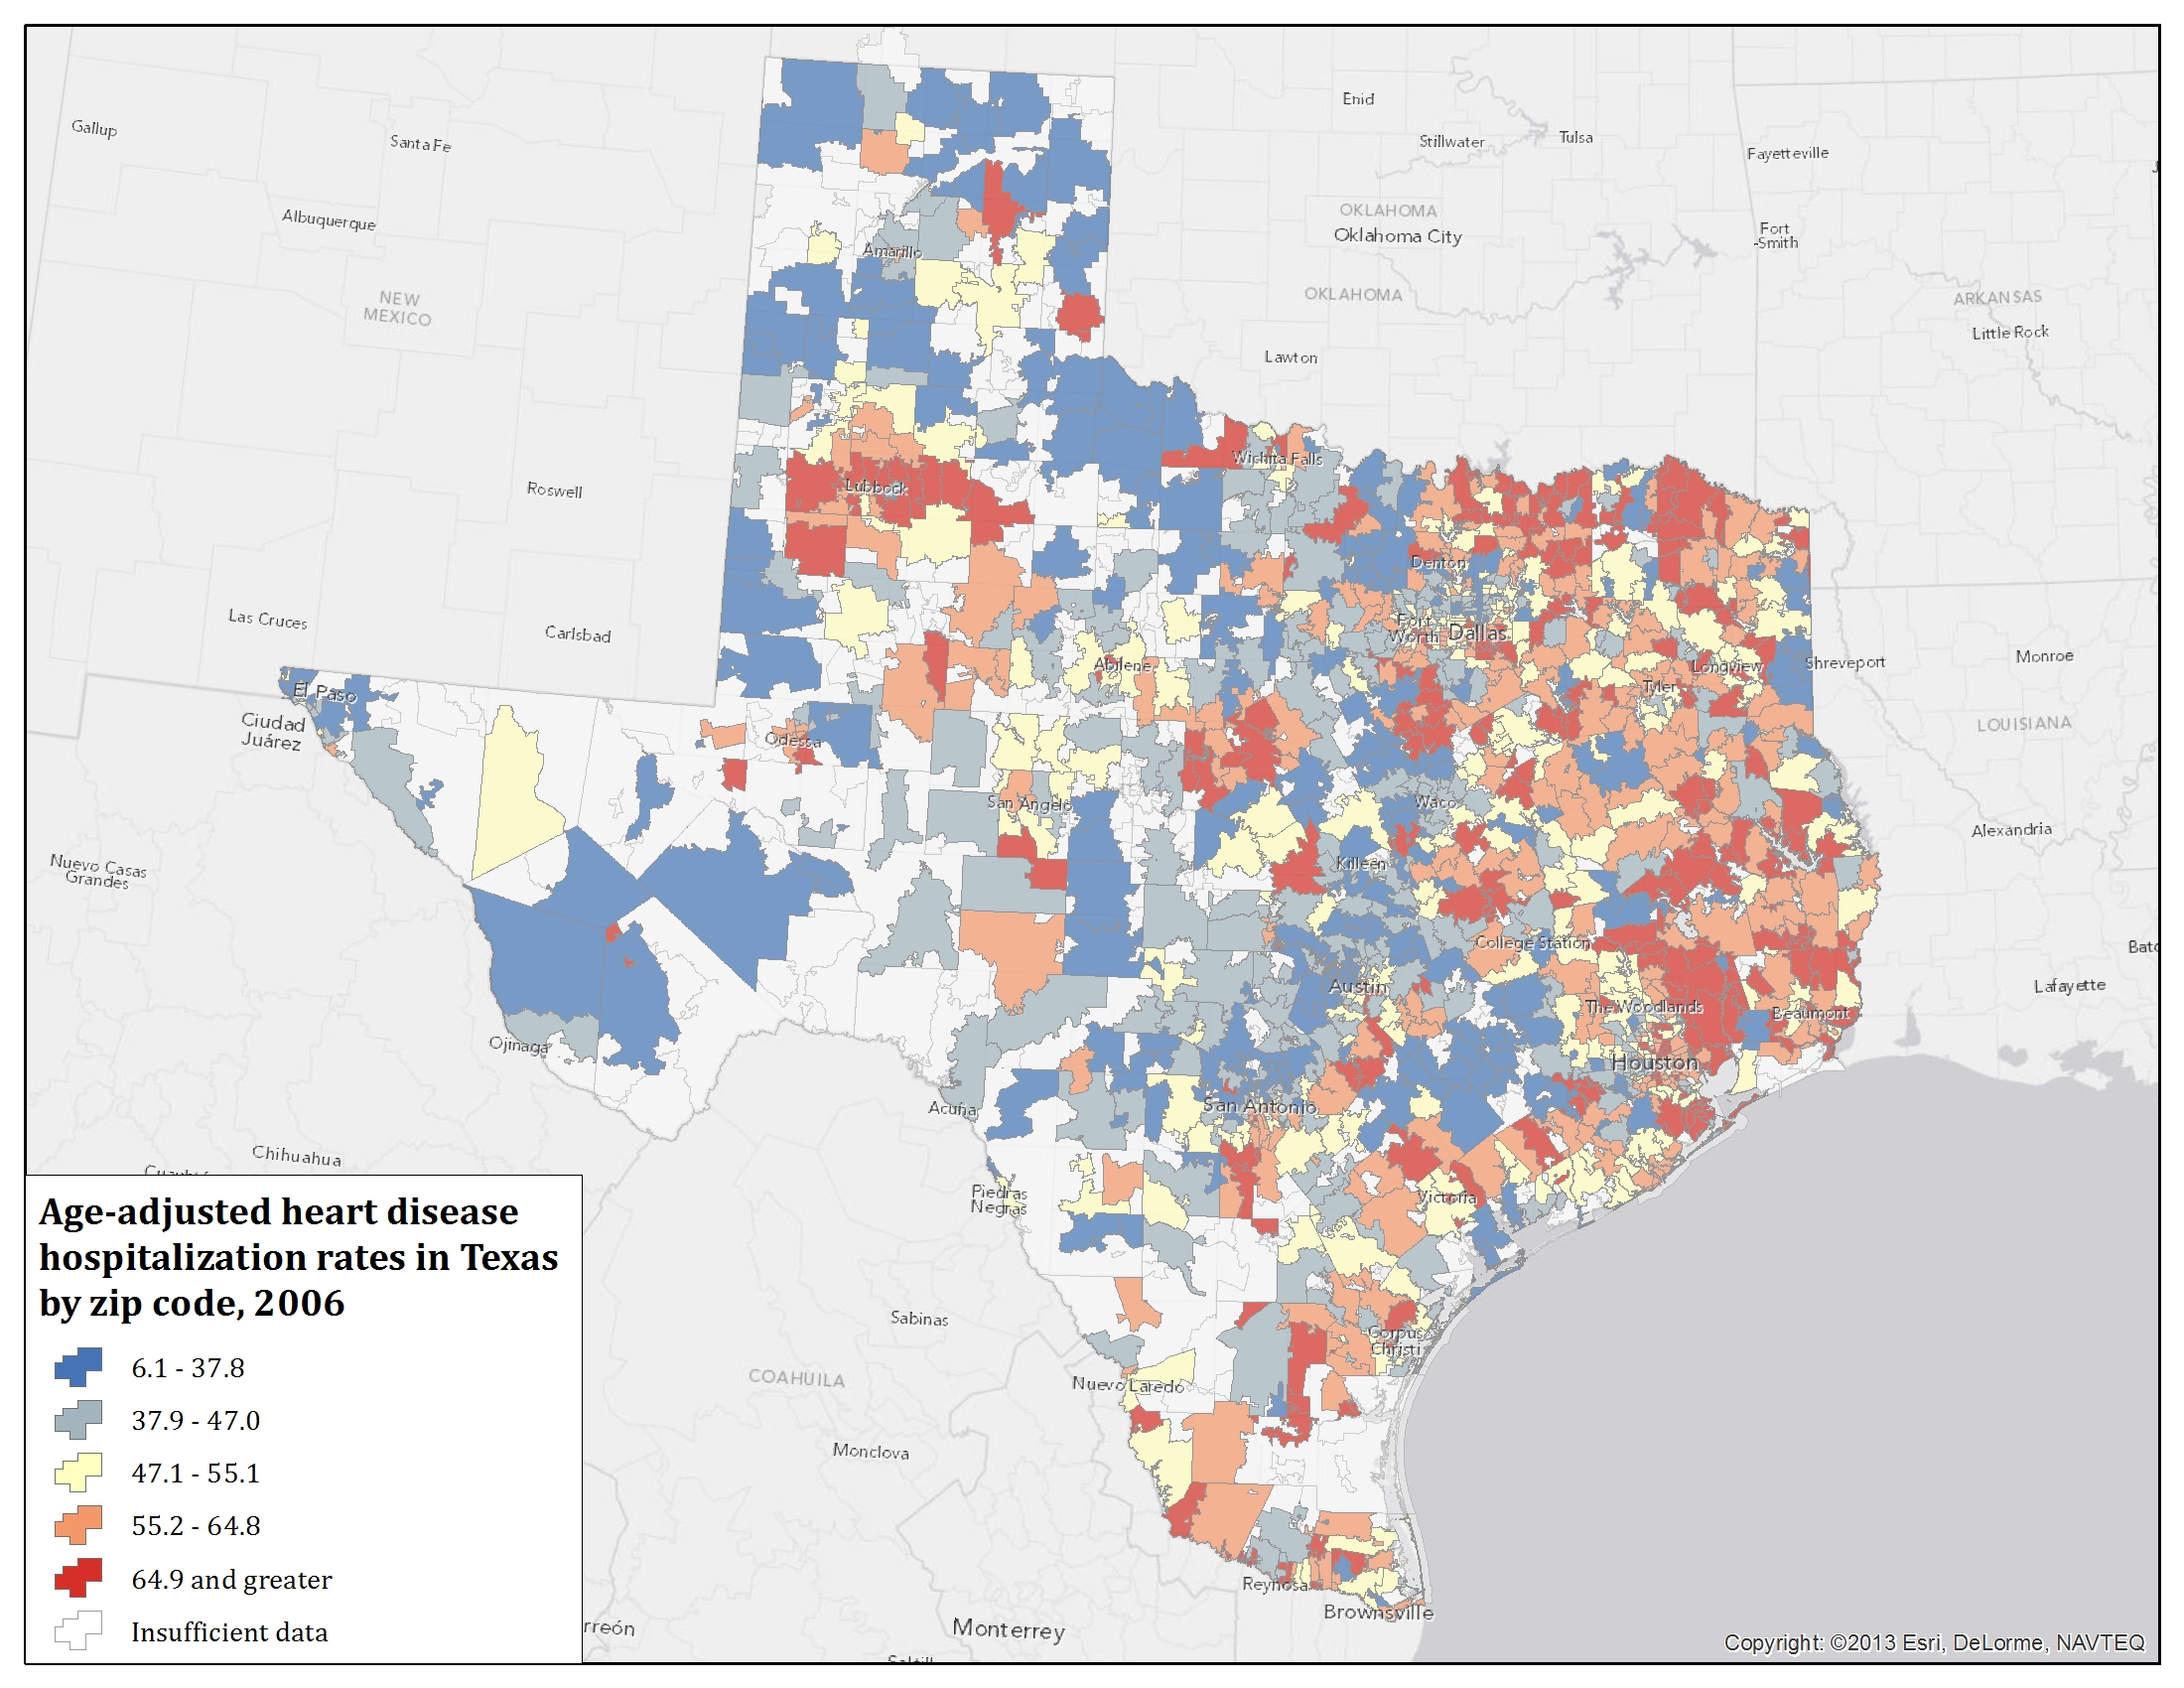 Enid
Gallup
Santa Fe
Stillwater
Tulsa
Fayetteville
Albuquerque
OKLAHOMA
Oklahoma City
Fort
-Smith
Amarillo
NEW
MEXICO
OKLAHOMA
ARKANSAS
Little Rock
Lawton
Wichita Falls
Roswell
Lubbock
Denton
Las Cruces
Carlsbad
Fort
Worth
Dallas
Abilene
Longview
Shreveport
Monroe
El Paso
Tyler
Ciudad
Juárez
Odessa
LOUISIANA
San Angelo
Waco
Alexandria
Nuevo Casas
Grandes
Killeen
College Station
Austin
Lafayette
The Woodlands
Beaumont
Ojinaga
Houston
Acuña
San Antonio
Chihuahua
Piedras
Negras
Victoria
Sabinas
Corpus
Christi
COAHUILA
Nuevo Laredo
Monclova
Reynosa
Brownsville
rreón
Monterrey
Age-adjusted heart disease
hospitalization rates in Texas
by zip code, 2006
6.1 - 37.8
37.9 - 47.0
47.1 - 55.1
55.2 - 64.8
64.9 and greater
Insufficient data
Copyright: ©2013 Esri, DeLorme, NAVTEQ